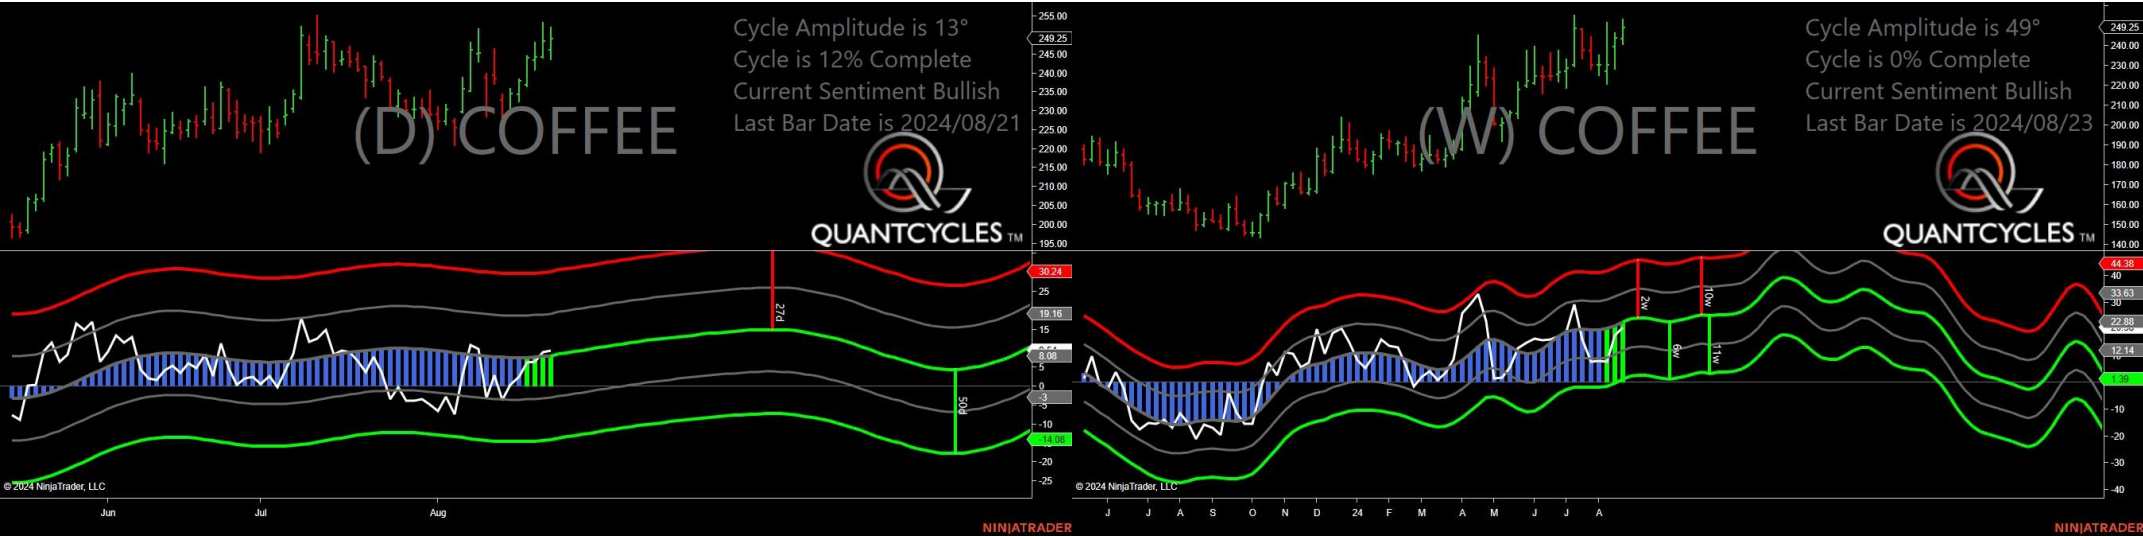 Cycle Amplitude is 13°
Cycle is 12% Complete
Current Sentiment Bullish
Last Bar Date is 2024/08/21
(D) COFFEE
QUANTCYCLES TM
255.00
249.25
245.00
240.00
235.00
230.00
225.00
220.00
215.00
210.00
205.00
200.00
195.00
30.24
25
19.16
15
8.08
5
0
-3
-5
-10
-14.08
-20
-25
27d
50d
© 2024 NinjaTrader, LLC
Jun
Jul
Aug
NINJATRADER
Cycle Amplitude is 49°
Cycle is 0% Complete
Current Sentiment Bullish
Last Bar Date is 2024/08/23
(W) COFFEE
QUANTCYCLES TM
249.25
240.00
230.00
220.00
210.00
200.00
190.00
180.00
170.00
160.00
150.00
140.00
44.38
40
33.63
30
22.88
12.14
1.39
-10
-20
-30
-40
2w
10w
6w
11w
© 2024 NinjaTrader, LLC
J J A S O N D 24 F M A M J J A
NINJATRADER